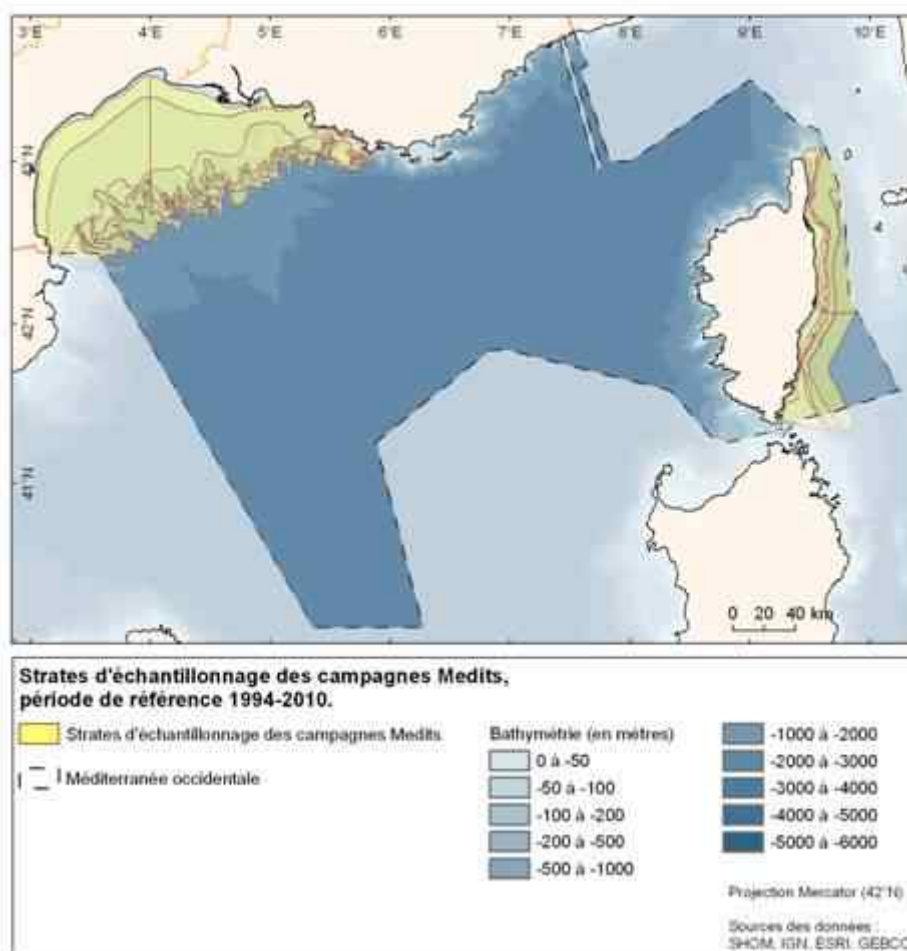 3°E 4°E 5°E 6°E 7°E 8°E 9°E 10°E
42°N
41°N
0 20 40 km
Strates d'échantillonnage des campagnes Medits,
période de référence 1994-2010.
Strates d'échantillonnage des campagnes Medits
Méditerranée occidentale
Bathymétrie (en mètres)
0 à -50
-50 à -100
-100 à -200
-200 à -500
-500 à -1000
-1000 à -2000
-2000 à -3000
-3000 à -4000
-4000 à -5000
-5000 à -6000
Projection Mercator (42°N)
Sources des données :
SHOM, IGN, ESRI, GEBCO